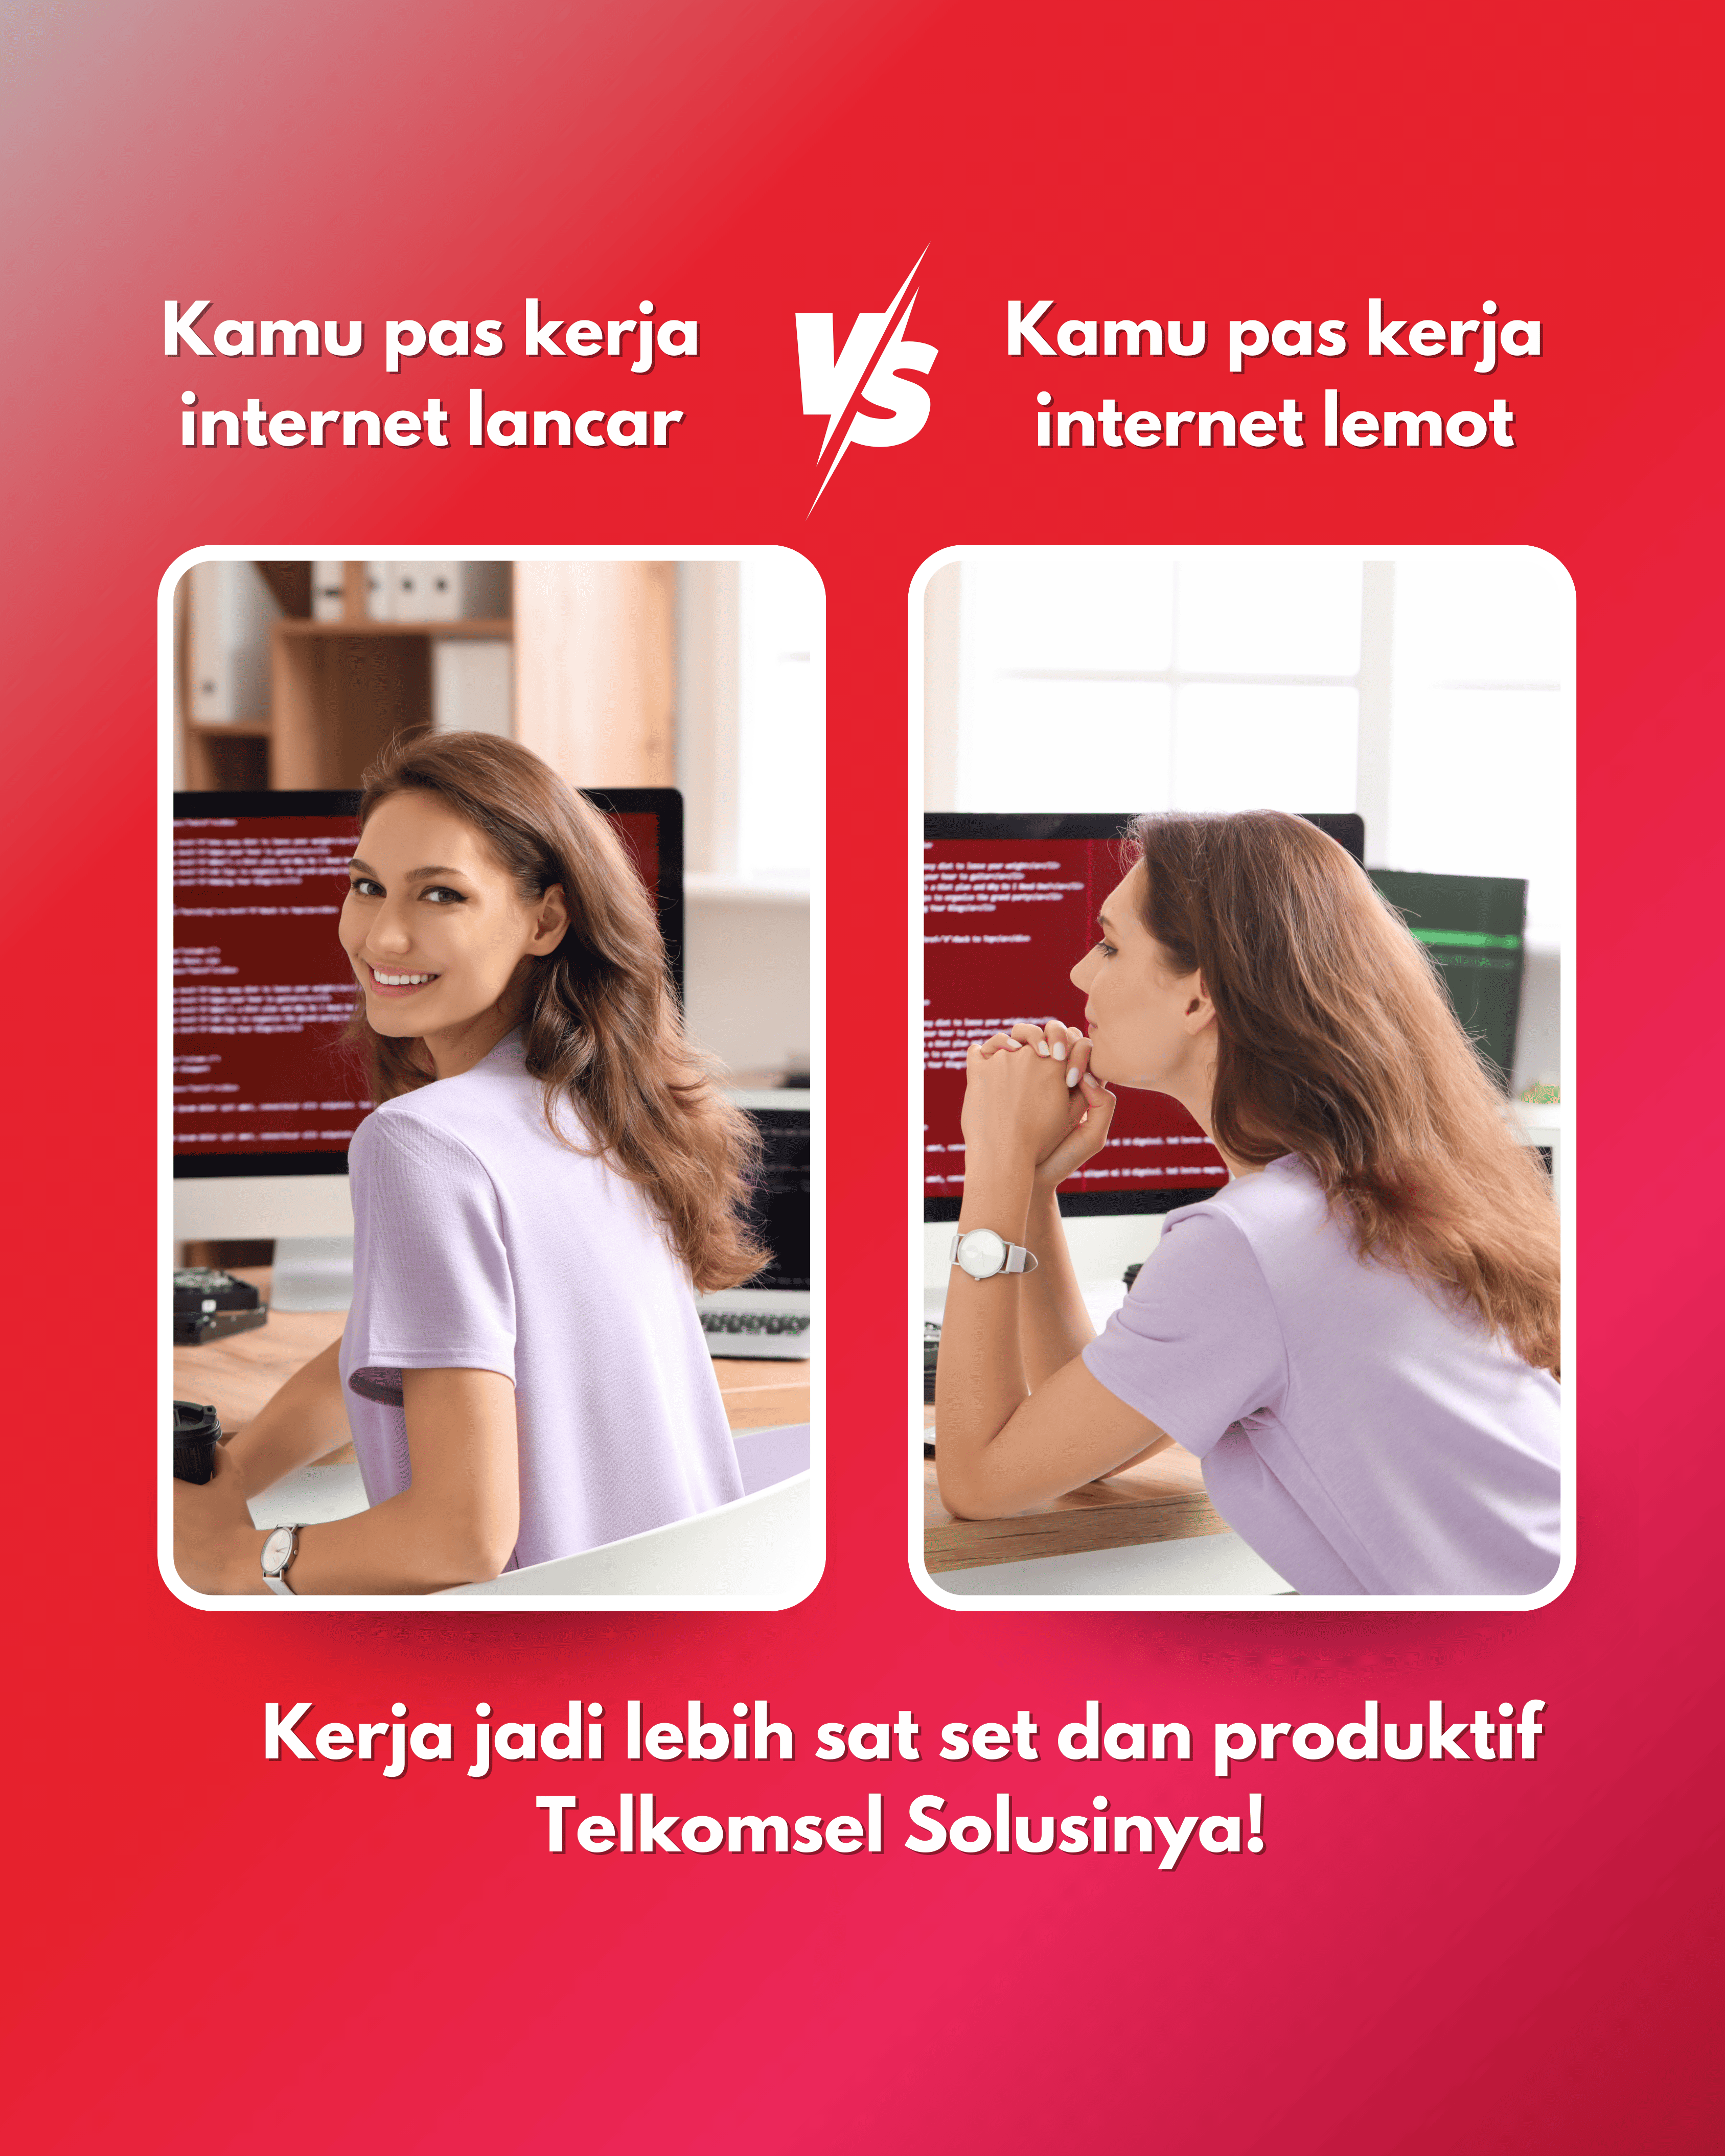 Kamu pas kerja
internet lancar
VS
Kamu pas kerja
internet lemot
Kerja jadi lebih sat set dan produktif
Telkomsel Solusinya!